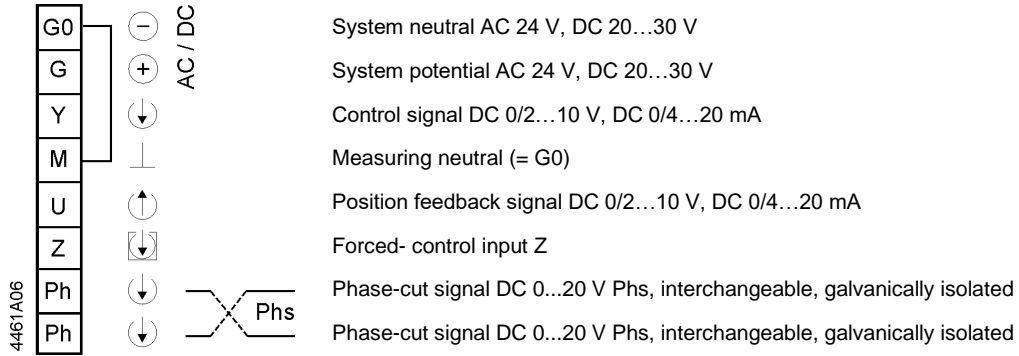 G0 AC / DC System neutral AC 24 V, DC 20…30 V
G System potential AC 24 V, DC 20…30 V
Y Control signal DC 0/2…10 V, DC 0/4…20 mA
M Measuring neutral (= G0)
U Position feedback signal DC 0/2…10 V, DC 0/4…20 mA
Z Forced- control input Z
Ph Phase-cut signal DC 0...20 V Phs, interchangeable, galvanically isolated
Phs
Ph Phase-cut signal DC 0...20 V Phs, interchangeable, galvanically isolated
4461A06